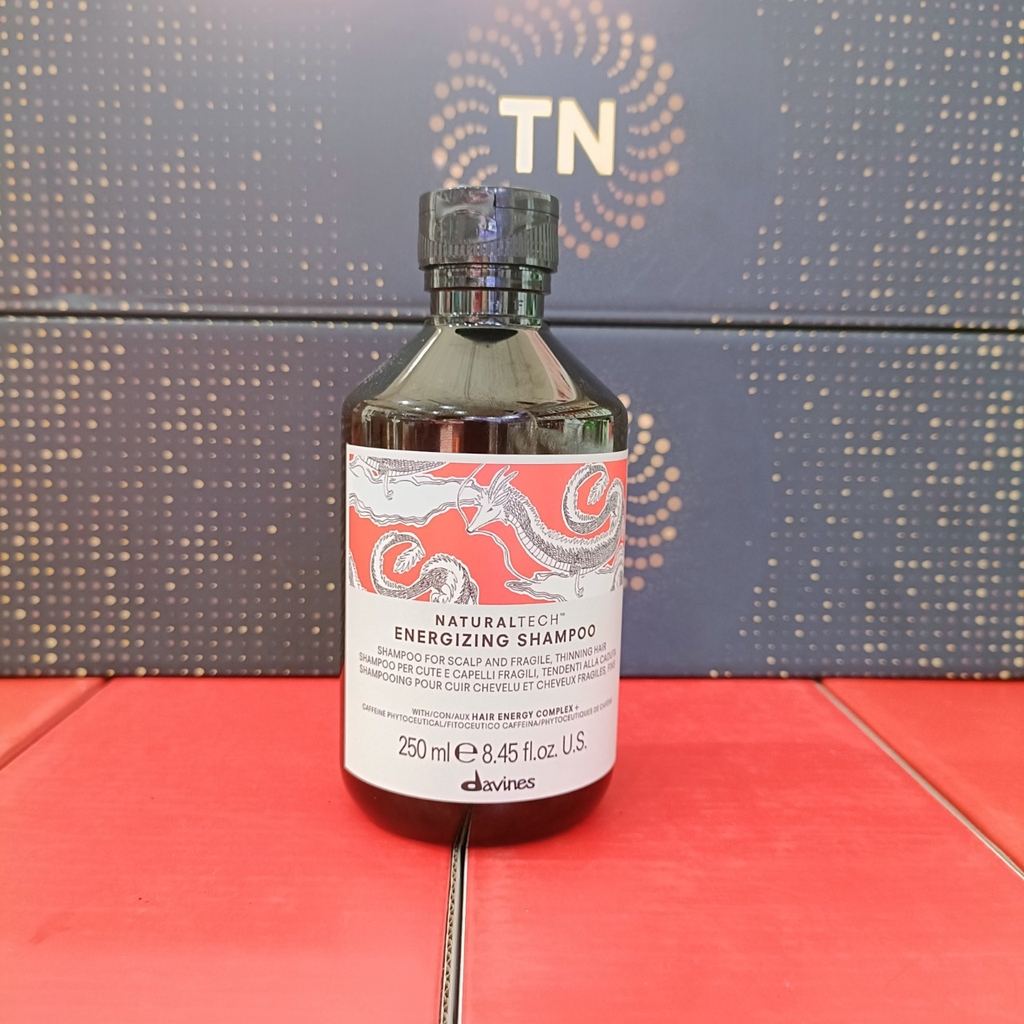 TN
NATURALTECH™
ENERGIZING SHAMPOO
SHAMPOO FOR SCALP AND FRAGILE, THINNING HAIR
SHAMPOO PER CUTE E CAPELLI FRAGILI, TENDENTI ALLA CADUTA
SHAMPOOING POUR CUIR CHEVELU ET CHEVEUX FRAGILES, FINS
WITH/CON/AUX HAIR ENERGY COMPLEX +
CAFFEINE PHYTOCEUTICAL/FITOCEUTICO CAFFEINA/PHYTOCEUTIQUES DE CAFÉINE
250 ml e 8.45 fl.oz. U.S.
davines